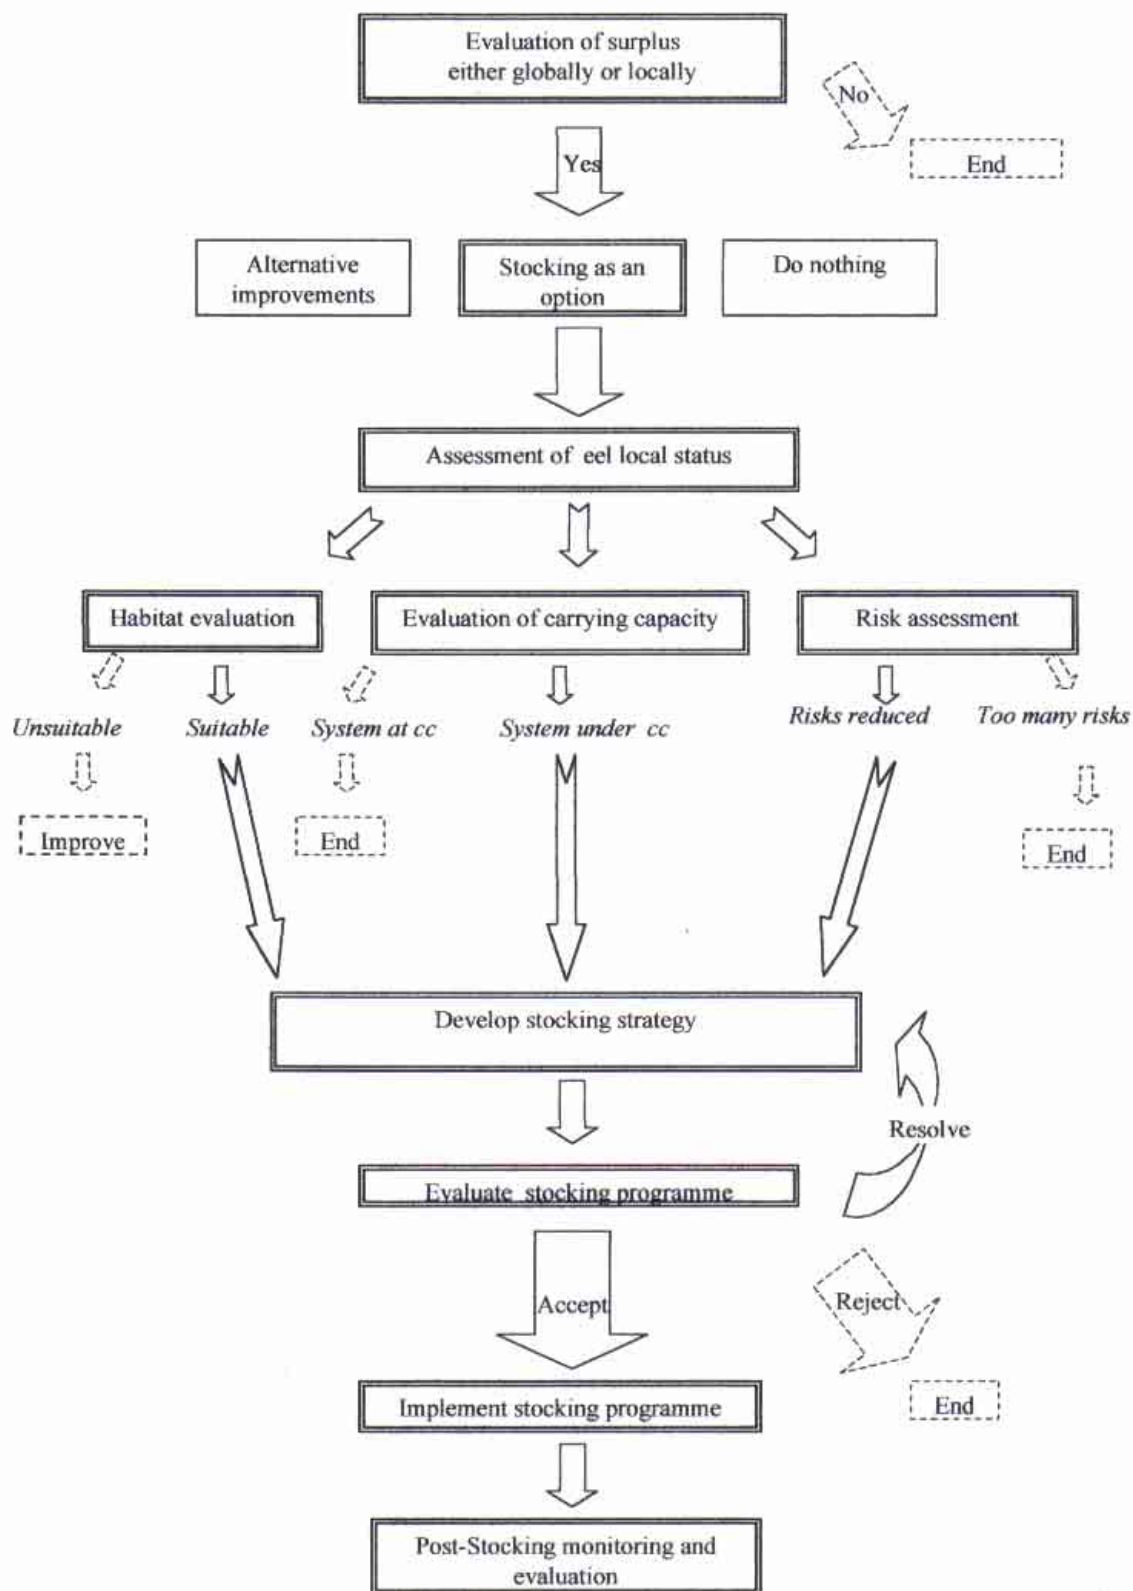 Evaluation of surplus
either globally or locally
No
End
Yes
Alternative
improvements
Stocking as an
option
Do nothing
Assessment of eel local status
Habitat evaluation
Evaluation of carrying capacity
Risk assessment
Unsuitable
Suitable
System at cc
System under cc
Risks reduced
Too many risks
Improve
End
End
Develop stocking strategy
Resolve
Evaluate stocking programme
Accept
Reject
Implement stocking programme
End
Post-Stocking monitoring and
evaluation